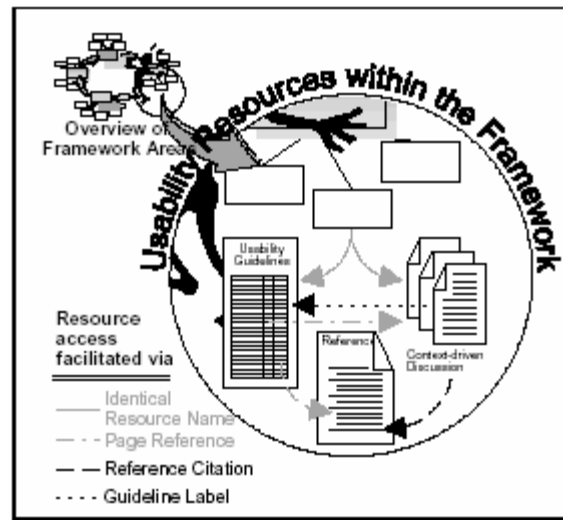 Usability Resources within the Framework
Overview of
Framework Areas
Usability
Guidelines
Reference
Context-driven
Discussion
Resource
access
facilitated via
Identical
Resource Name
Page Reference
Reference Citation
Guideline Label